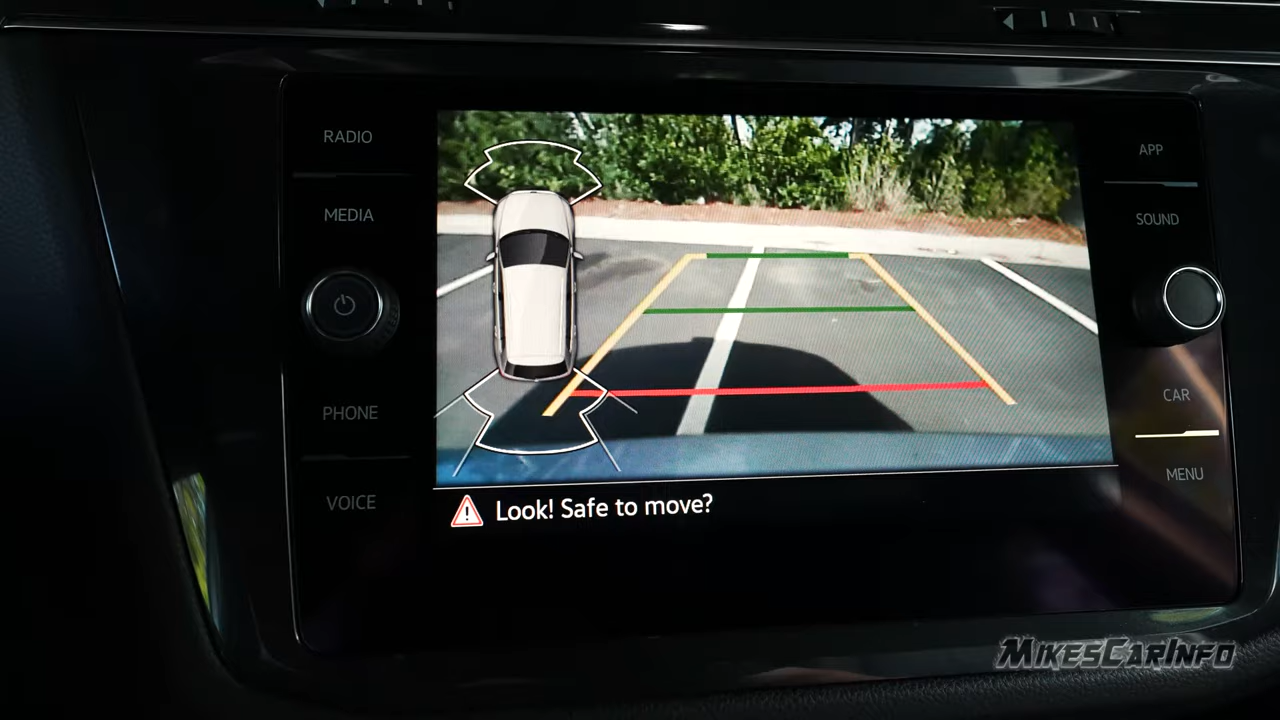 RADIO
MEDIA
PHONE
VOICE
APP
SOUND
CAR
MENU
Look! Safe to move?
MIKESCARINFO